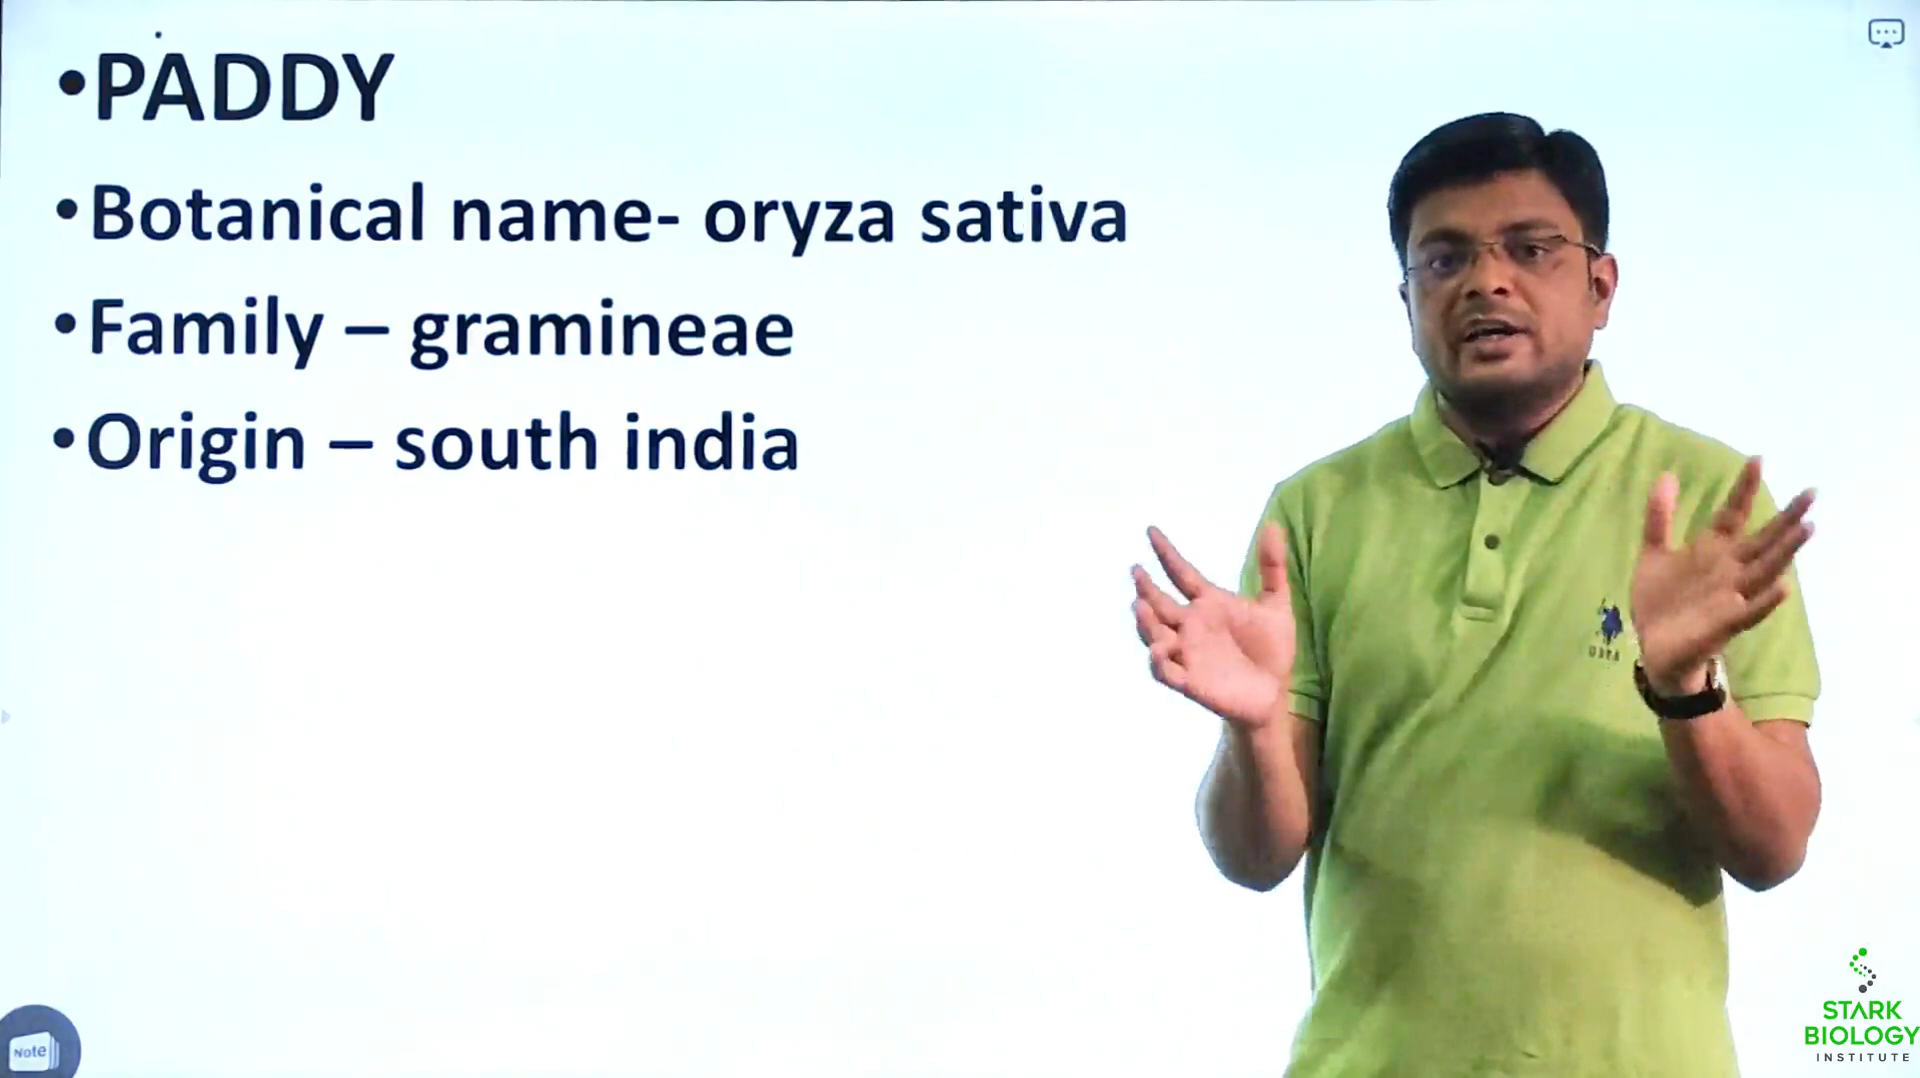 •PADDY
•Botanical name- oryza sativa
•Family – gramineae
•Origin – south india
Note
STARK
BIOLOGY
INSTITUTE